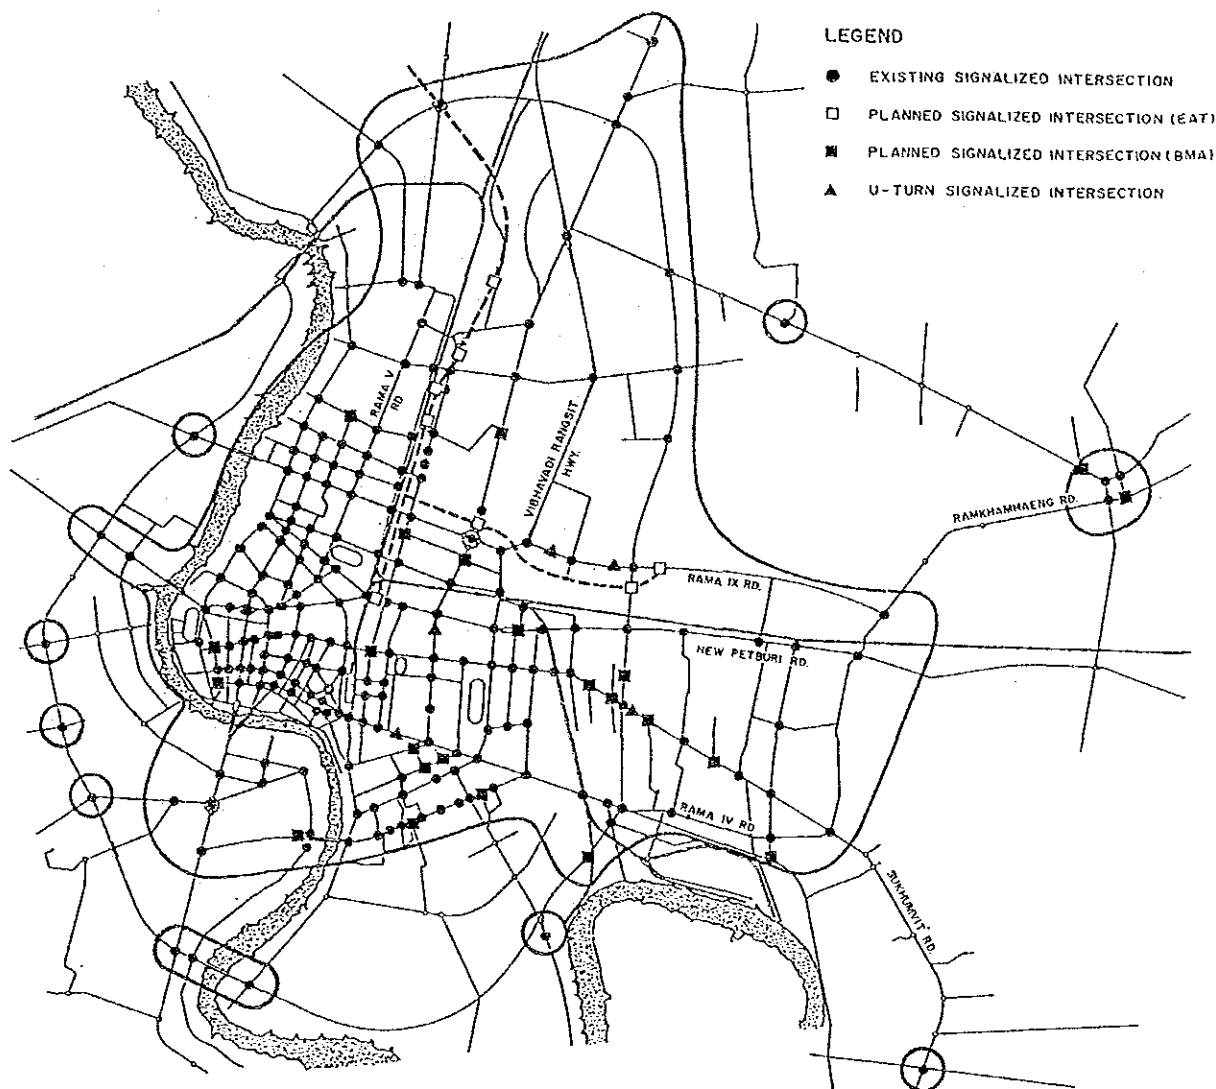 LEGEND
EXISTING SIGNALIZED INTERSECTION
PLANNED SIGNALIZED INTERSECTION (EAT)
PLANNED SIGNALIZED INTERSECTION (BMA)
U-TURN SIGNALIZED INTERSECTION
RAMA V
RD
VIBHAVADI RANGSIT
HWY.
RAMKHAMHAENG RD.
RAMA IX RD.
NEW PETBURI RD.
RAMA IV RD
SUKHUMVIT RD.